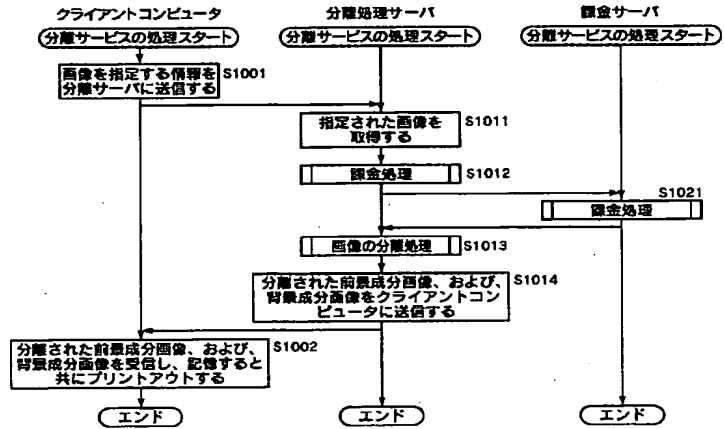 クライアントコンピュータ
分離処理サーバ
課金サーバ
分離サービスの処理スタート
分離サービスの処理スタート
分離サービスの処理スタート
画像を指定する情報を
分離サーバに送信する
S1001
指定された画像を
取得する
S1011
課金処理
S1012
S1021
課金処理
画像の分離処理
S1013
分離された前景成分画像、および、
背景成分画像をクライアントコン
ピュータに送信する
S1014
分離された前景成分画像、および、
背景成分画像を受信し、記憶すると
共にプリントアウトする
S1002
エンド
エンド
エンド